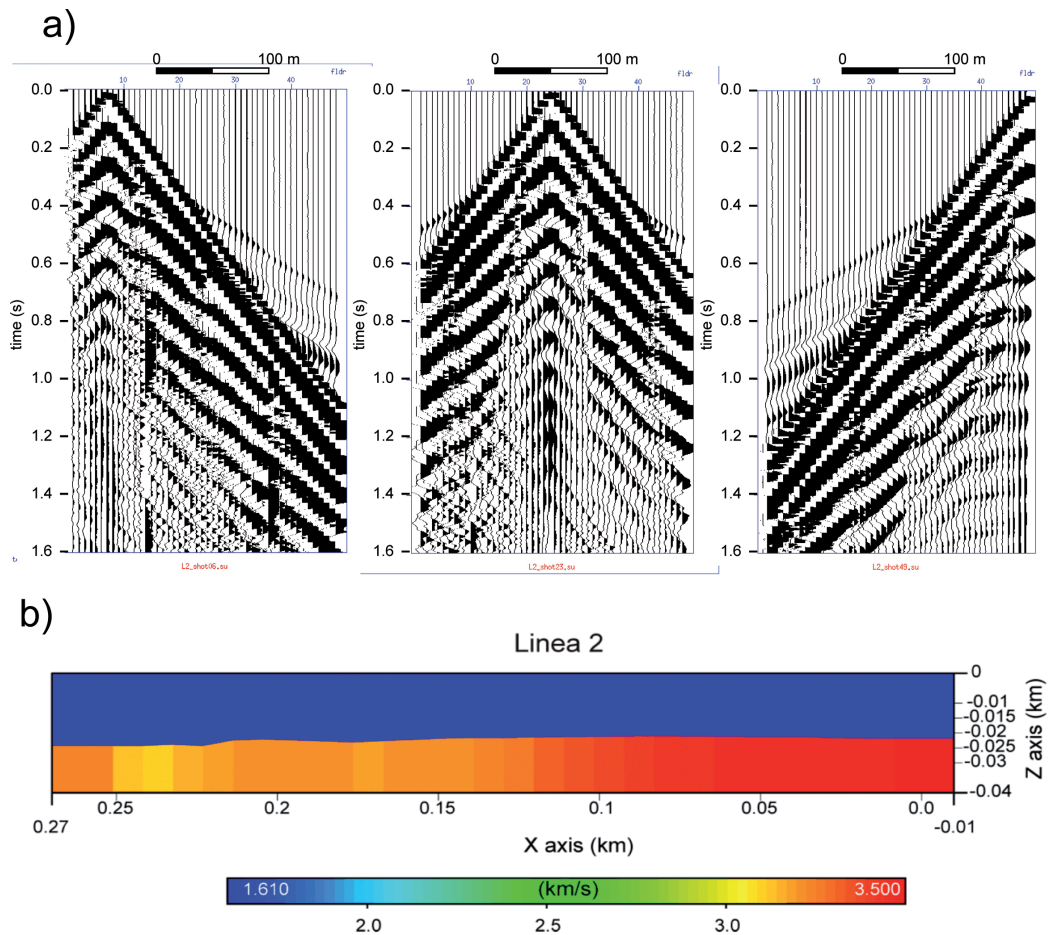 a)
0 100 m 0 100 m 0 100 m
10 20 30 40 fldr 10 20 30 40 fldr 10 20 30 40 fldr
0.0 0.0 0.0
0.2 0.2 0.2
0.4 0.4 0.4
0.6 0.6 0.6
time (s) time (s) time (s)
0.8 0.8 0.8
1.0 1.0 1.0
1.2 1.2 1.2
1.4 1.4 1.4
1.6 1.6 1.6
L2_shot06.su L2_shot23.su L2_shot49.su
b)
Linea 2
0
-0.01
-0.015
-0.02
-0.025
-0.03
-0.04
Z axis (km)
0.25 0.2 0.15 0.1 0.05 0.0
0.27 -0.01
X axis (km)
1.610 (km/s) 3.500
2.0 2.5 3.0